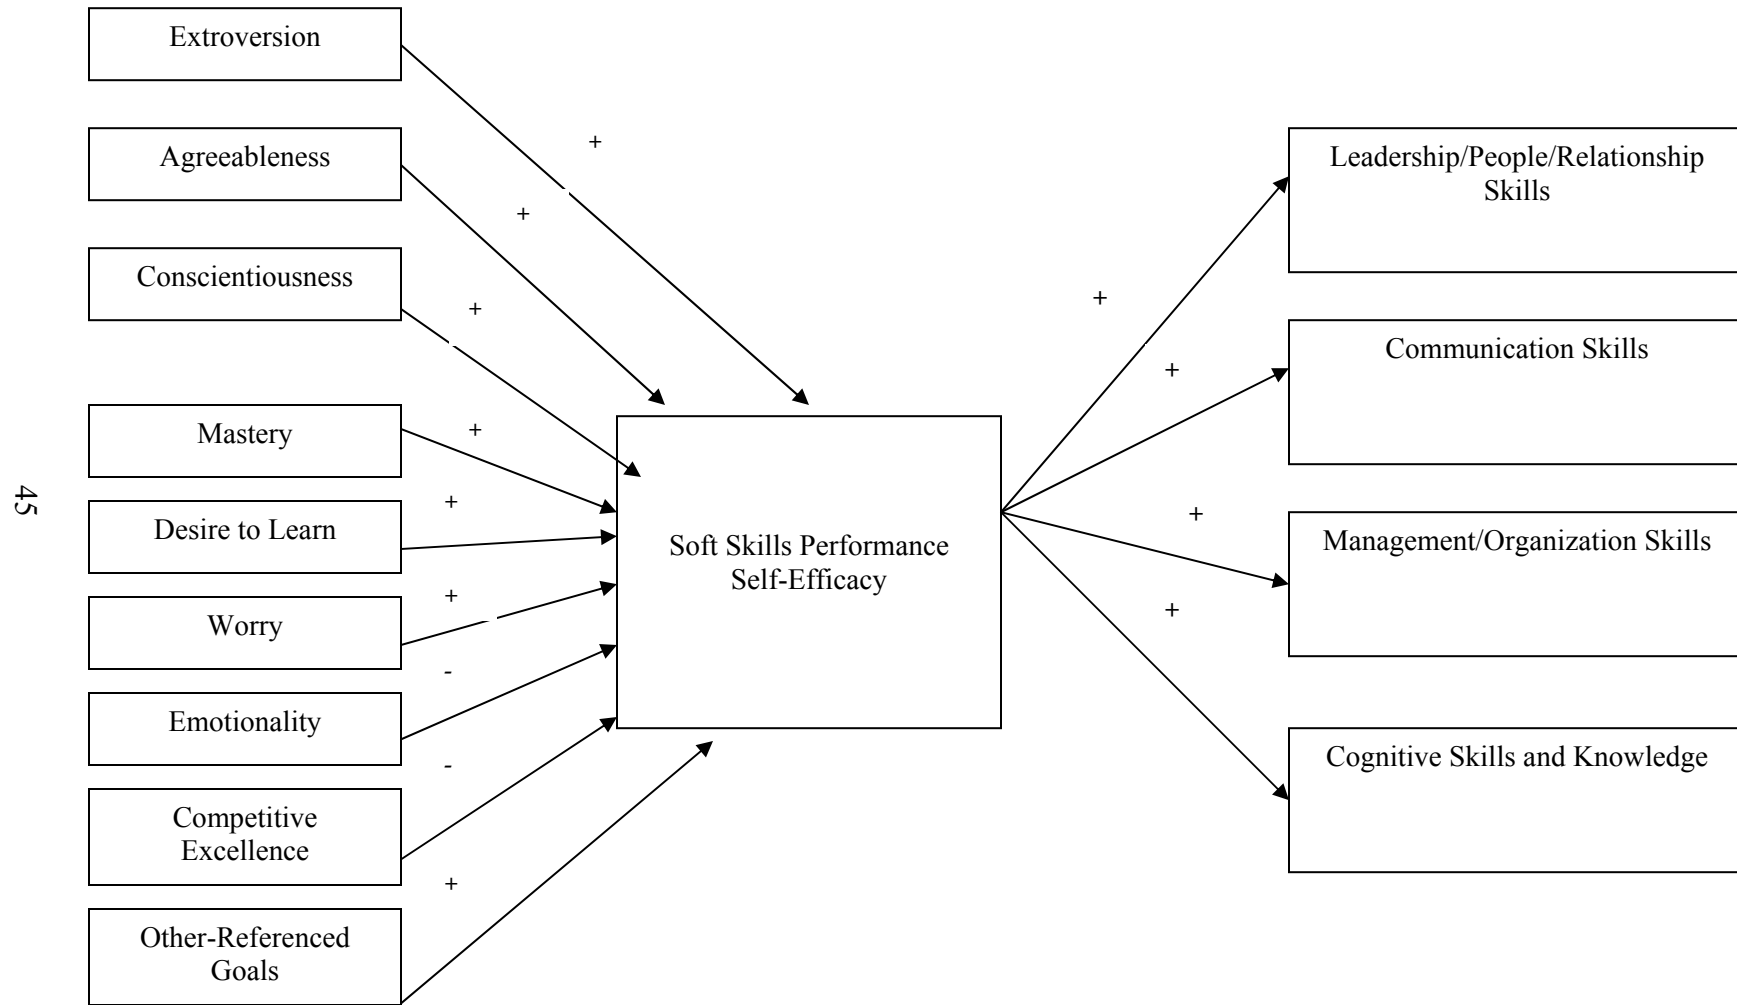 Extroversion
+
Agreeableness
+
Conscientiousness
+
Mastery
+
Desire to Learn
+
Worry
+
Emotionality
-
Competitive
Excellence
-
Other-Referenced
Goals
+
Soft Skills Performance
Self-Efficacy
+
Leadership/People/Relationship
Skills
+
Communication Skills
+
Management/Organization Skills
+
Cognitive Skills and Knowledge
45